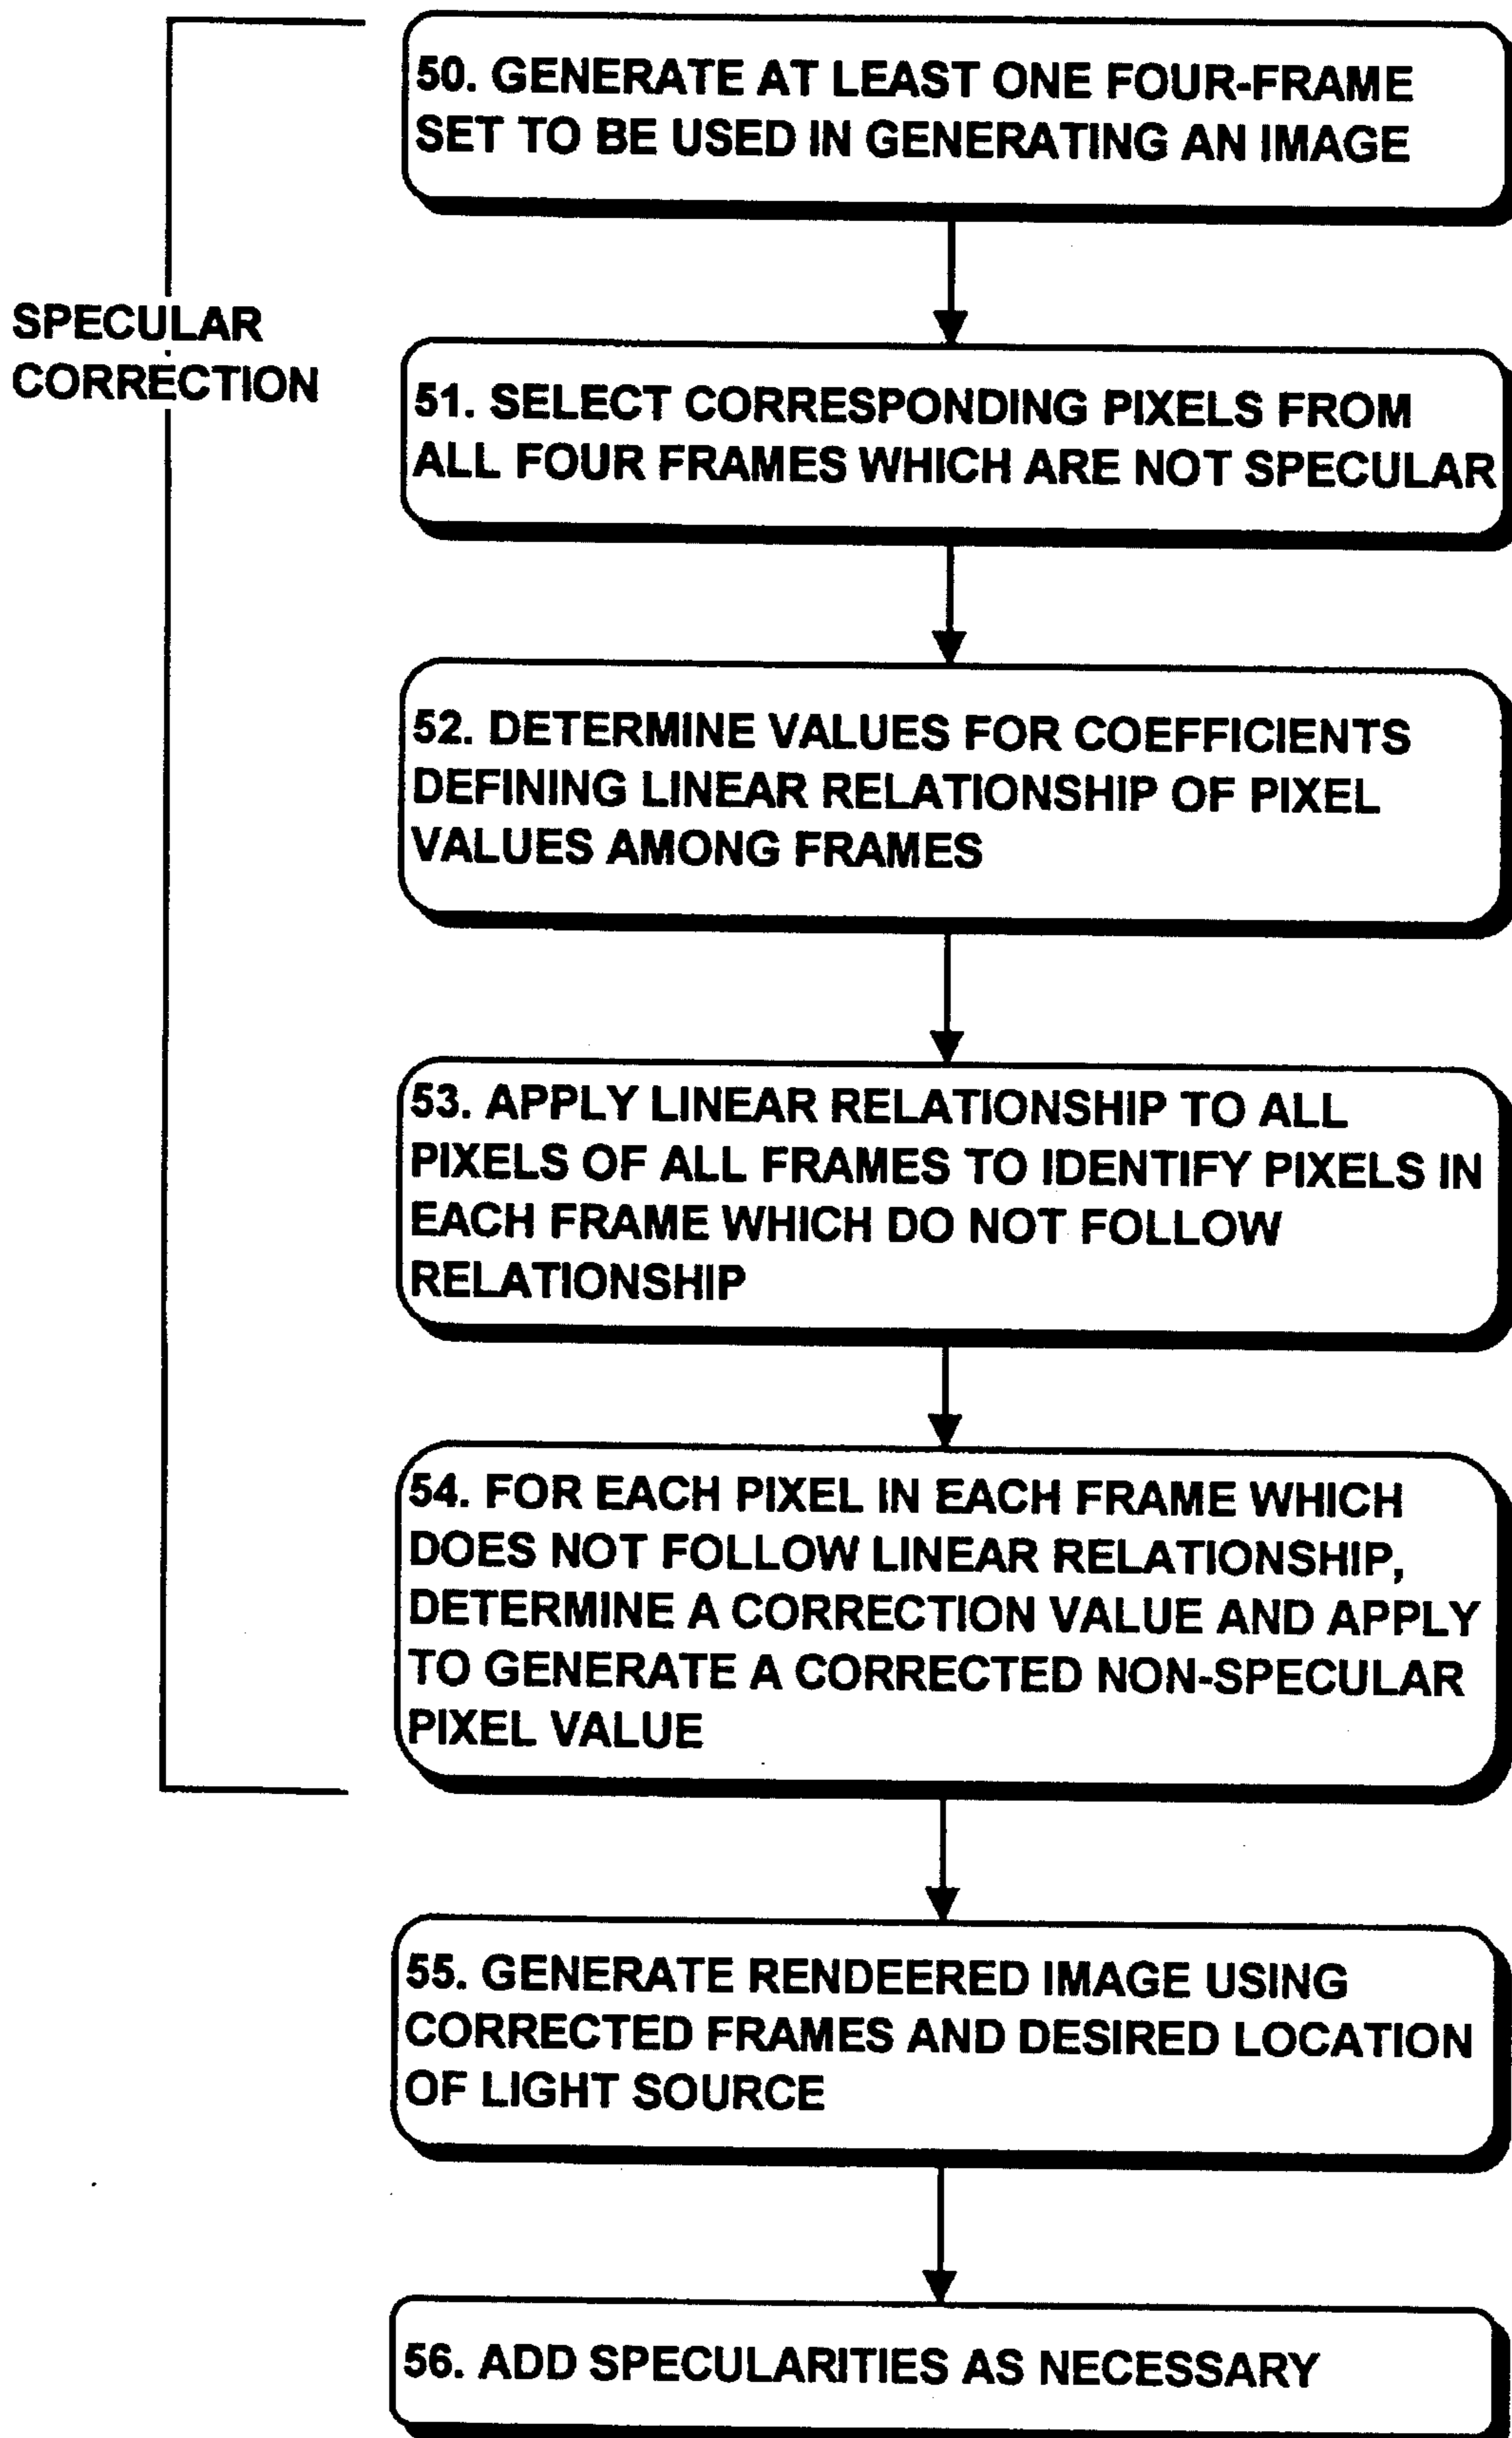 50. GENERATE AT LEAST ONE FOUR-FRAME
SET TO BE USED IN GENERATING AN IMAGE
SPECULAR
CORRECTION
51. SELECT CORRESPONDING PIXELS FROM
ALL FOUR FRAMES WHICH ARE NOT SPECULAR
52. DETERMINE VALUES FOR COEFFICIENTS
DEFINING LINEAR RELATIONSHIP OF PIXEL
VALUES AMONG FRAMES
53. APPLY LINEAR RELATIONSHIP TO ALL
PIXELS OF ALL FRAMES TO IDENTIFY PIXELS IN
EACH FRAME WHICH DO NOT FOLLOW
RELATIONSHIP
54. FOR EACH PIXEL IN EACH FRAME WHICH
DOES NOT FOLLOW LINEAR RELATIONSHIP,
DETERMINE A CORRECTION VALUE AND APPLY
TO GENERATE A CORRECTED NON-SPECULAR
PIXEL VALUE
55. GENERATE RENDEERED IMAGE USING
CORRECTED FRAMES AND DESIRED LOCATION
OF LIGHT SOURCE
56. ADD SPECULARITIES AS NECESSARY